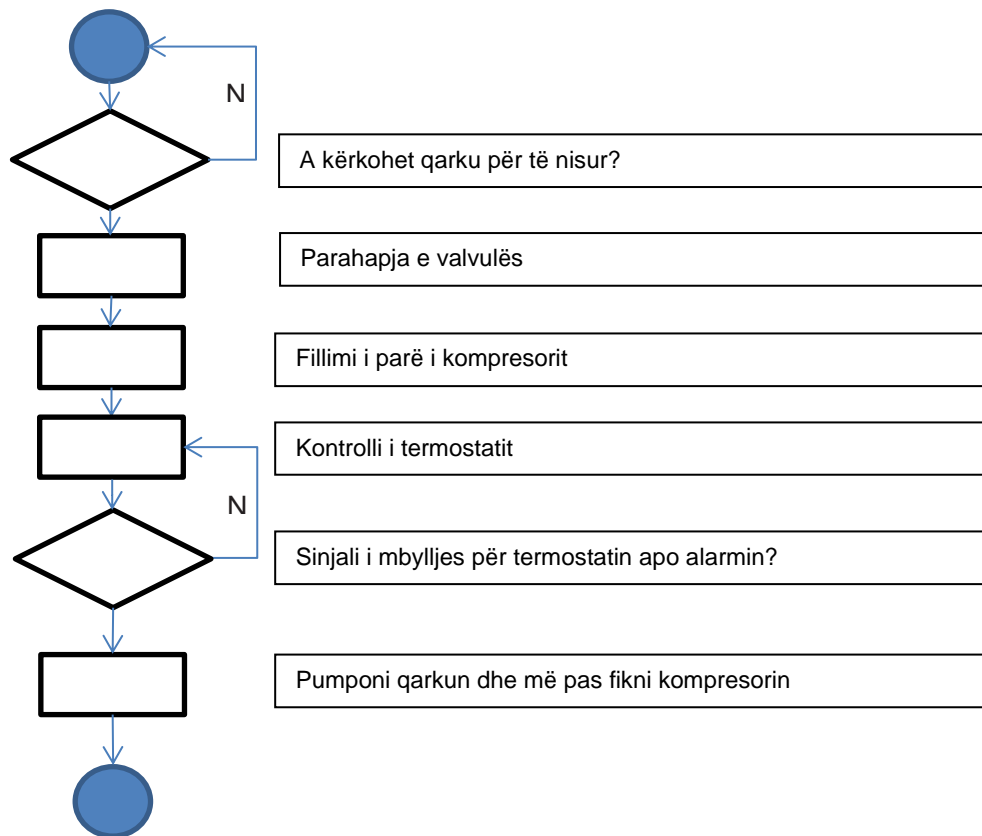 N
A kërkohet qarku për të nisur?
Parahapja e valvulës
Fillimi i parë i kompresorit
Kontrolli i termostatit
N
Sinjali i mbylljes për termostatin apo alarmin?
Pumponi qarkun dhe më pas fikni kompresorin